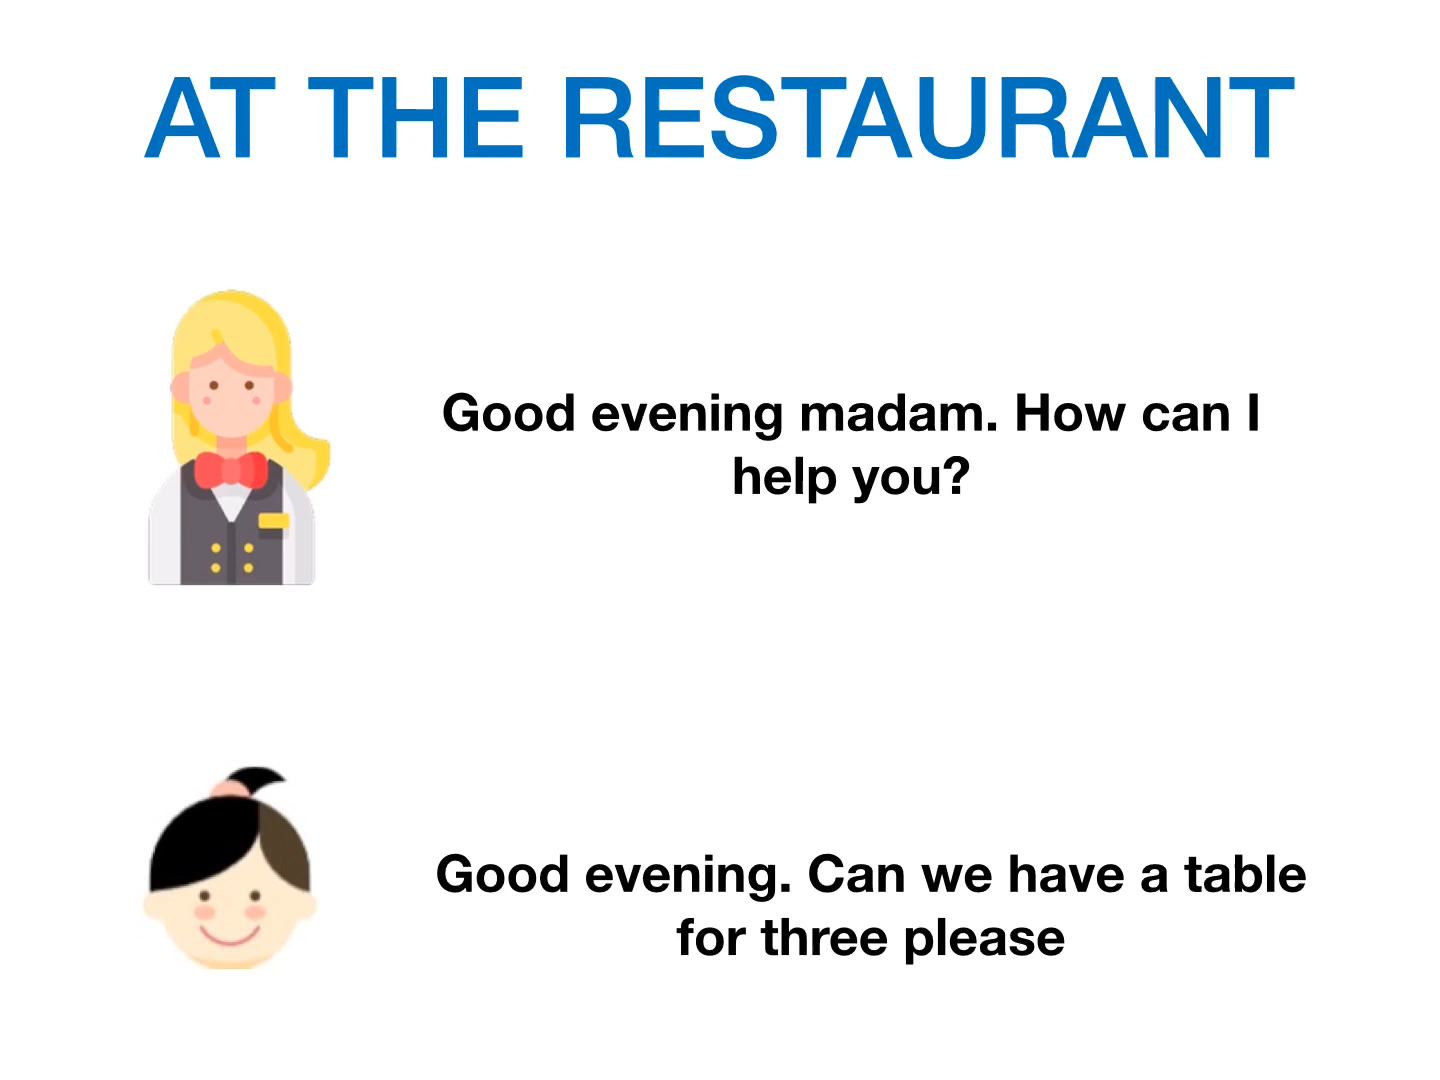 AT THE RESTAURANT
Good evening madam. How can I
help you?
Good evening. Can we have a table
for three please